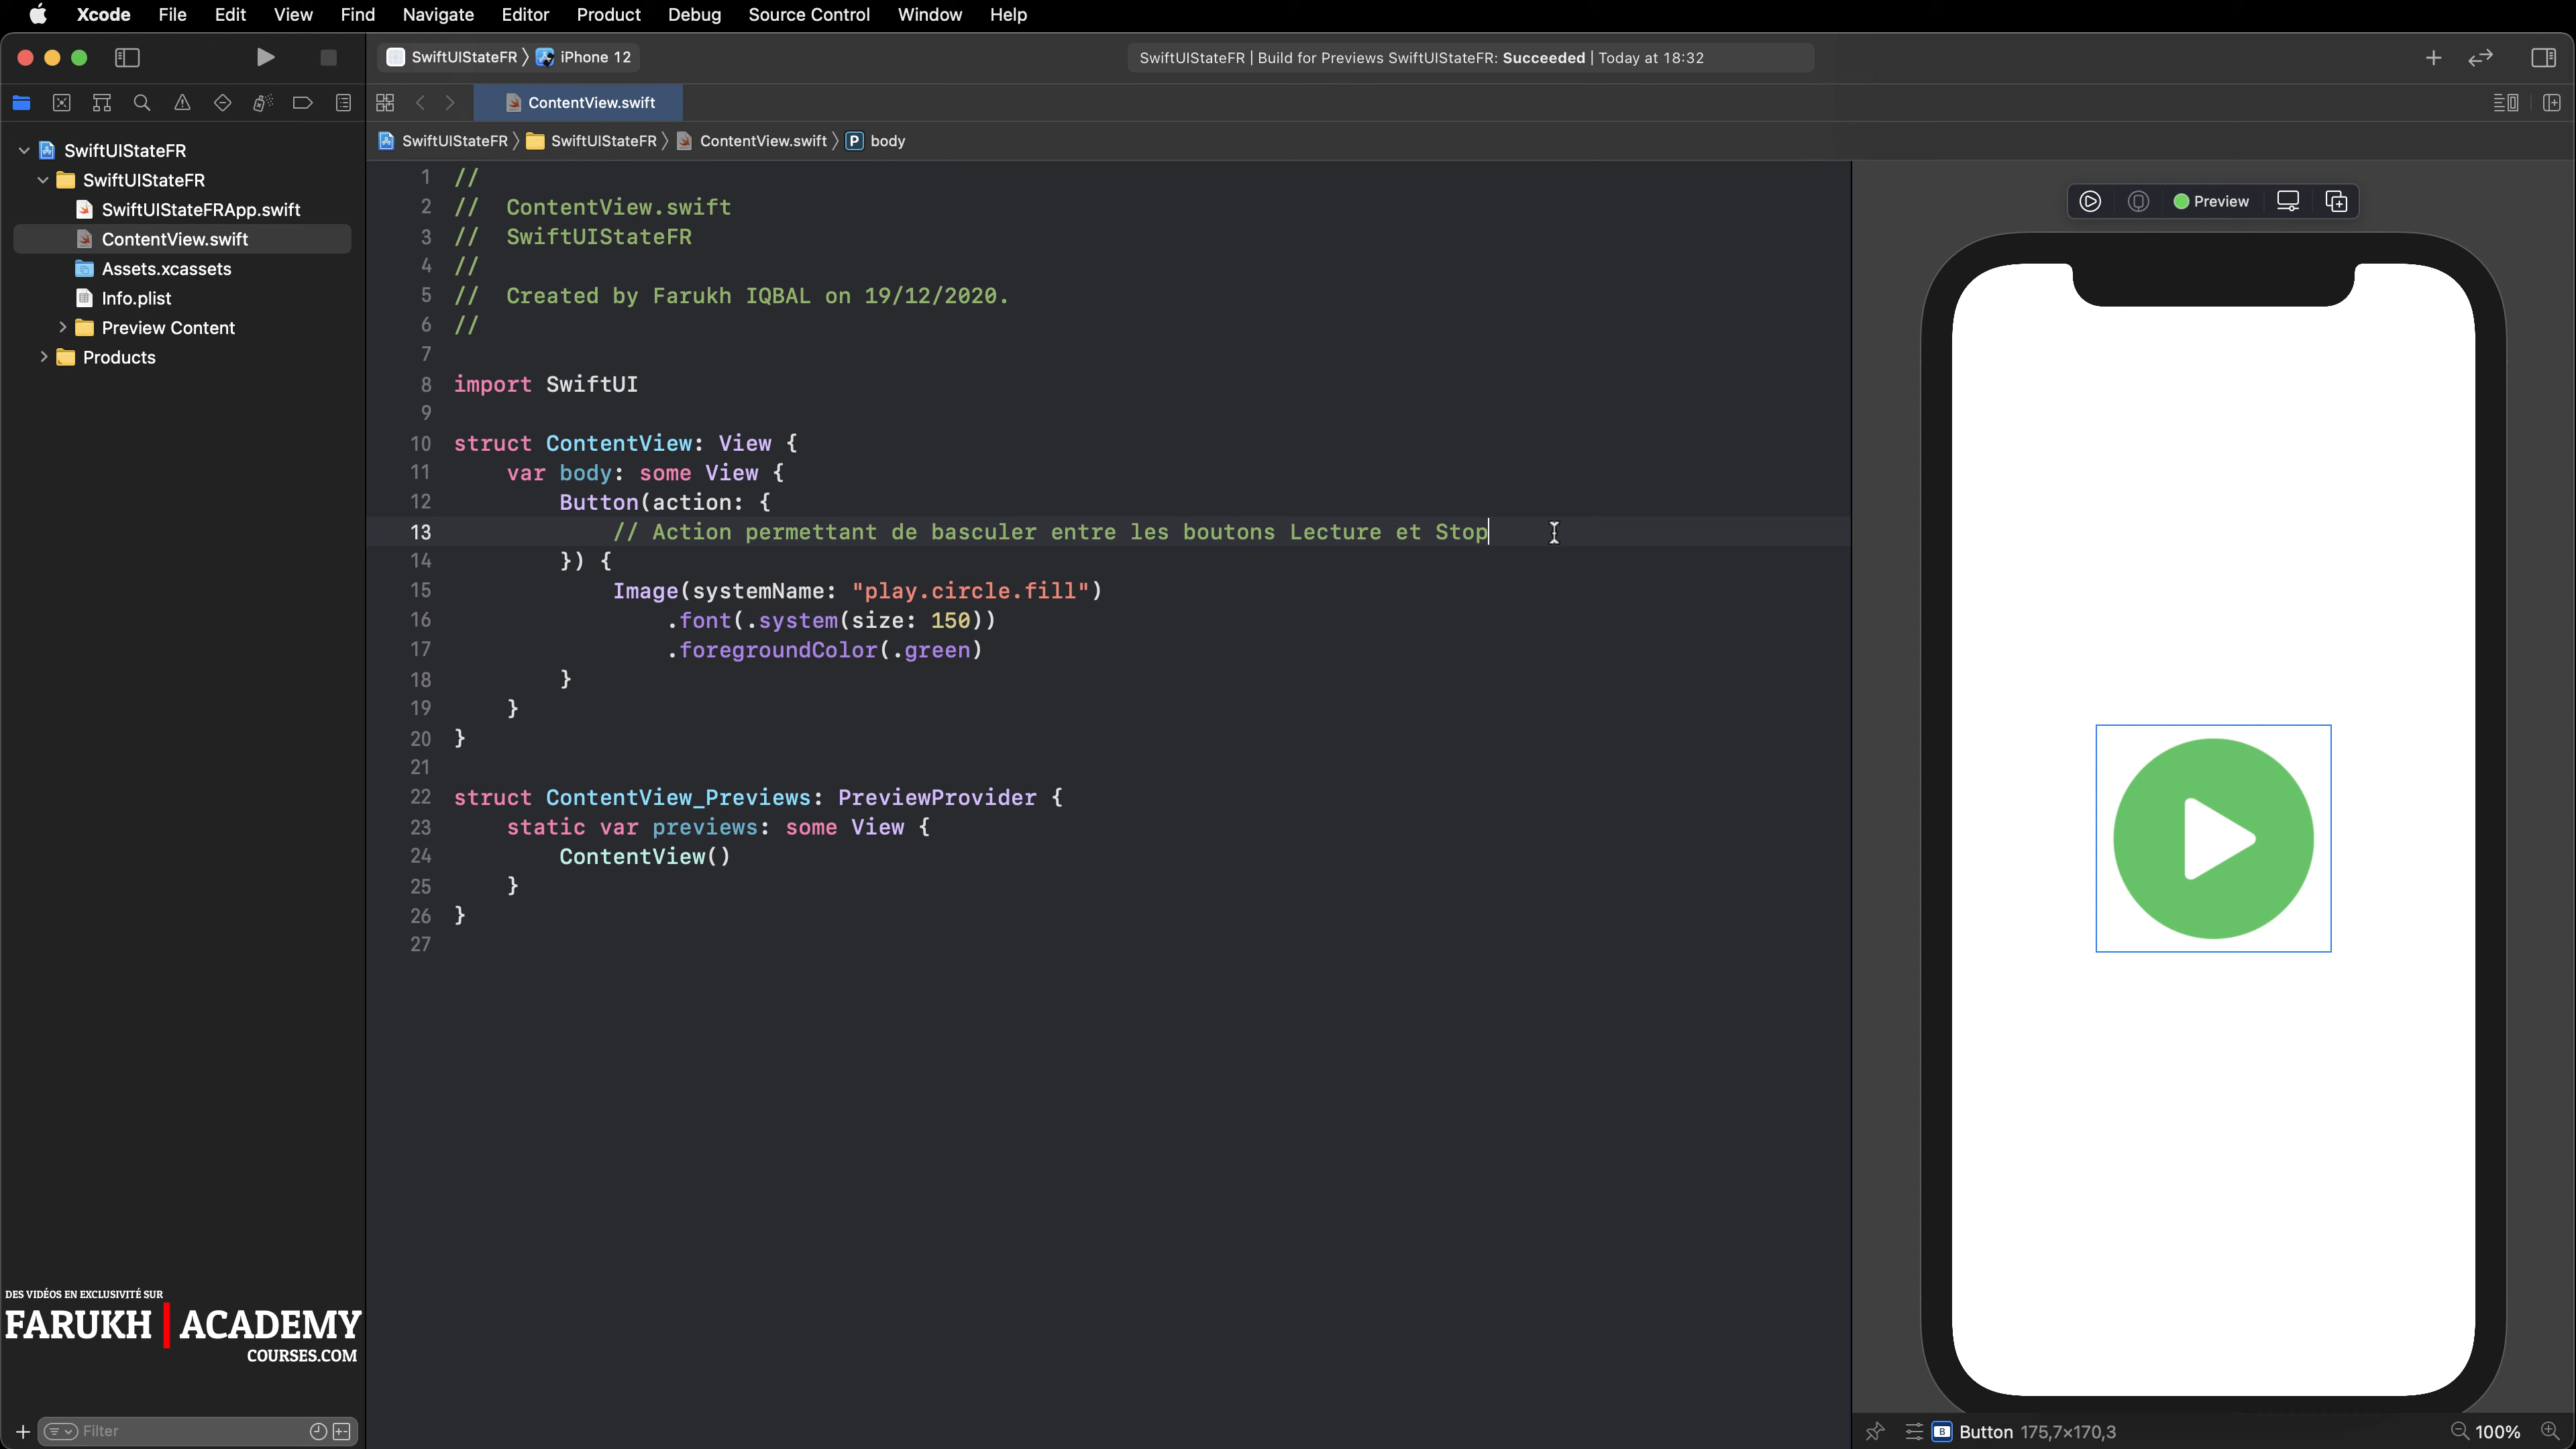 Xcode File Edit View Find Navigate Editor Product Debug Source Control Window Help
SwiftUIStateFR iPhone 12
SwiftUIStateFR | Build for Previews SwiftUIStateFR: Succeeded | Today at 18:32
ContentView.swift
SwiftUIStateFR SwiftUIStateFR ContentView.swift P body
SwiftUIStateFR
SwiftUIStateFR
SwiftUIStateFRApp.swift
ContentView.swift
Assets.xcassets
Info.plist
Preview Content
Products
1 //
2 // ContentView.swift
3 // SwiftUIStateFR
4 //
5 // Created by Farukh IQBAL on 19/12/2020.
6 //
7
8 import SwiftUI
9
10 struct ContentView: View {
11 var body: some View {
12 Button(action: {
13 // Action permettant de basculer entre les boutons Lecture et Stop
14 }) {
15 Image(systemName: "play.circle.fill")
16 .font(.system(size: 150))
17 .foregroundColor(.green)
18 }
19 }
20 }
21
22 struct ContentView_Previews: PreviewProvider {
23 static var previews: some View {
24 ContentView()
25 }
26 }
27
Preview
DES VIDÉOS EN EXCLUSIVITÉ SUR
FARUKH | ACADEMY
COURSES.COM
Filter
B Button 175,7×170,3
100%